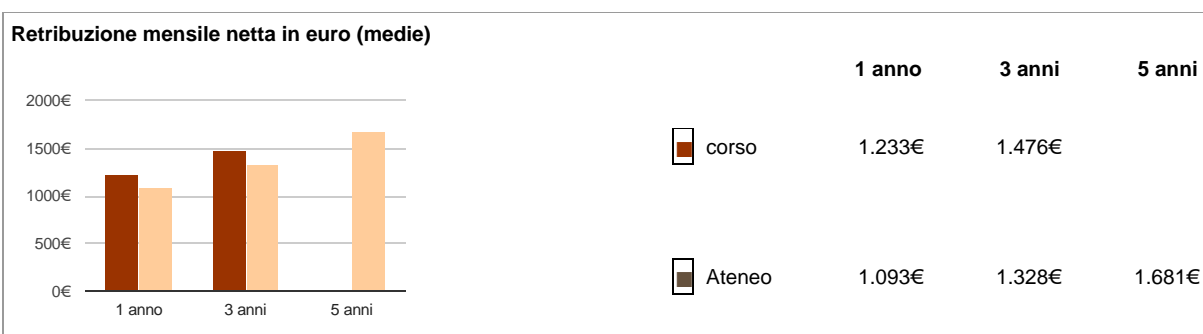 Retribuzione mensile netta in euro (medie)
2000€
1500€
1000€
500€
0€
1 anno 3 anni 5 anni
1 anno 3 anni 5 anni
corso 1.233€ 1.476€
Ateneo 1.093€ 1.328€ 1.681€